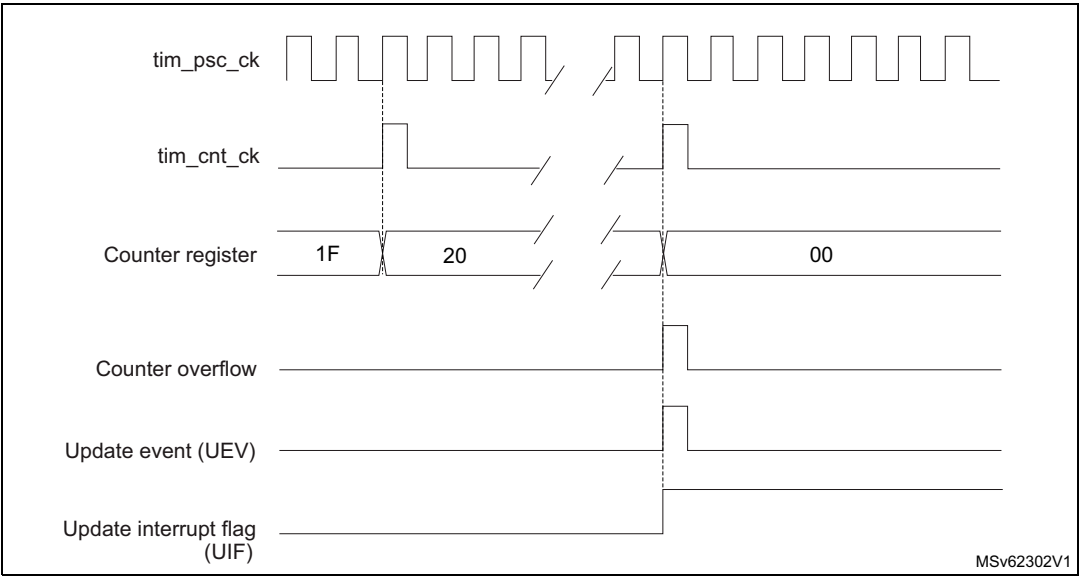 tim_psc_ck
tim_cnt_ck
Counter register
1F
20
00
Counter overflow
Update event (UEV)
Update interrupt flag
(UIF)
MSv62302V1